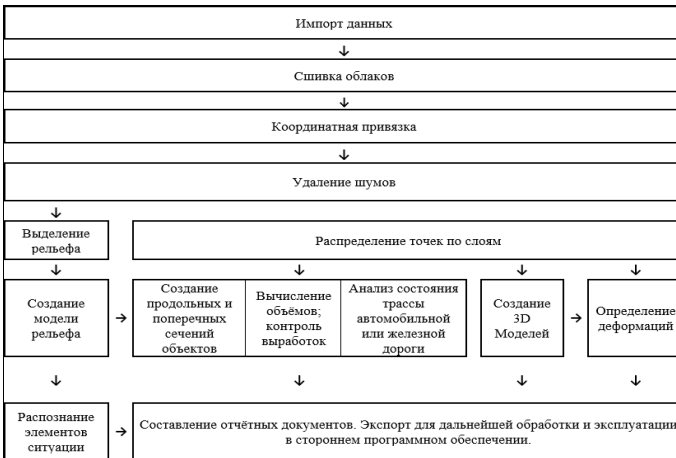 Импорт данных
↓
Сшивка облаков
↓
Координатная привязка
↓
Удаление шумов
↓
Выделение
рельефа
Распределение точек по слоям
↓ ↓ ↓ ↓
Создание
модели
рельефа
→
Создание
продольных и
поперечных
сечений
объектов
Вычисление
объёмов;
контроль
выработок
Анализ состояния
трассы
автомобильной
или железной
дороги
Создание
3D
Моделей
→
Определение
деформаций
↓ ↓ ↓ ↓
Распознание
элементов
ситуации
→
Составление отчётных документов. Экспорт для дальнейшей обработки и эксплуатации
в стороннем программном обеспечении.